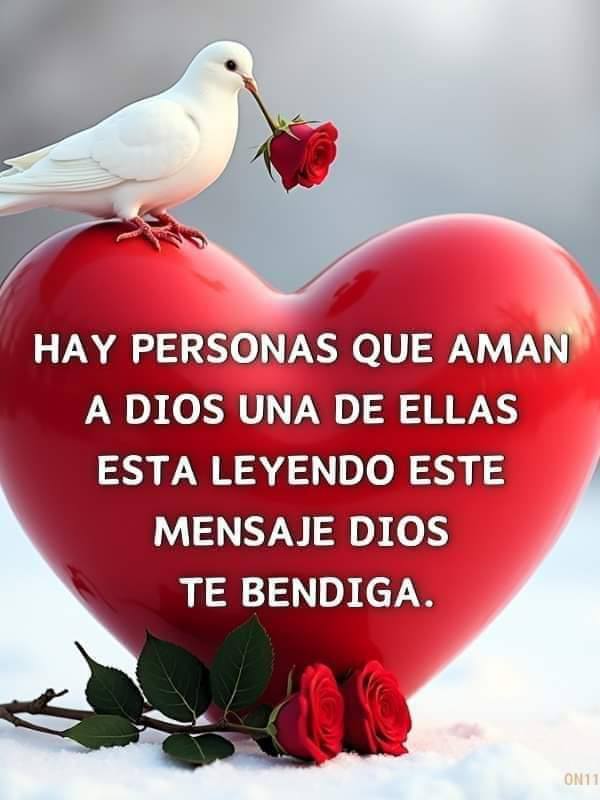 HAY PERSONAS QUE AMAN
A DIOS UNA DE ELLAS
ESTA LEYENDO ESTE
MENSAJE DIOS
TE BENDIGA.
ON11